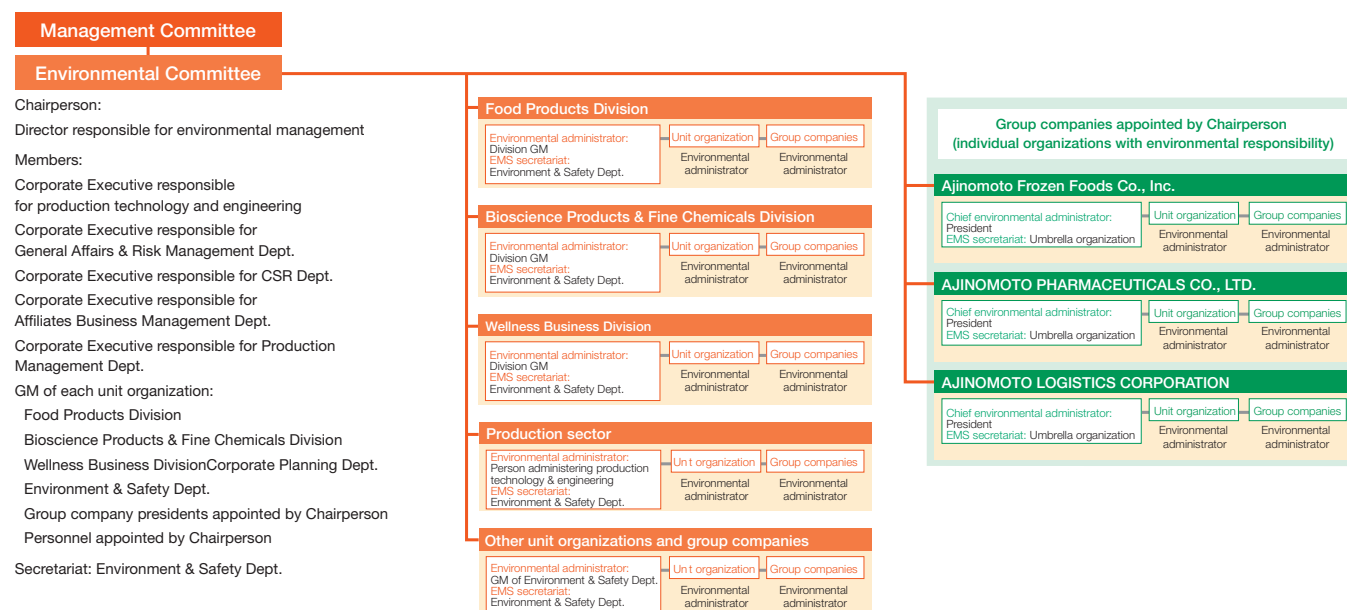 Management Committee
Environmental Committee
Chairperson:
Director responsible for environmental management
Members:
Corporate Executive responsible
for production technology and engineering
Corporate Executive responsible for
General Affairs & Risk Management Dept.
Corporate Executive responsible for CSR Dept.
Corporate Executive responsible for
Affiliates Business Management Dept.
Corporate Executive responsible for Production
Management Dept.
GM of each unit organization:
Food Products Division
Bioscience Products & Fine Chemicals Division
Wellness Business DivisionCorporate Planning Dept.
Environment & Safety Dept.
Group company presidents appointed by Chairperson
Personnel appointed by Chairperson
Secretariat: Environment & Safety Dept.
Food Products Division
Environmental administrator:
Division GM
EMS secretariat:
Environment & Safety Dept.
Unit organization
Environmental
administrator
Group companies
Environmental
administrator
Bioscience Products & Fine Chemicals Division
Environmental administrator:
Division GM
EMS secretariat:
Environment & Safety Dept.
Unit organization
Environmental
administrator
Group companies
Environmental
administrator
Wellness Business Division
Environmental administrator:
Division GM
EMS secretariat:
Environment & Safety Dept.
Unit organization
Environmental
administrator
Group companies
Environmental
administrator
Production sector
Environmental administrator:
Person administering production
technology & engineering
EMS secretariat:
Environment & Safety Dept.
Unit organization
Environmental
administrator
Group companies
Environmental
administrator
Other unit organizations and group companies
Environmental administrator:
GM of Environment & Safety Dept.
EMS secretariat:
Environment & Safety Dept.
Unit organization
Environmental
administrator
Group companies
Environmental
administrator
Group companies appointed by Chairperson
(individual organizations with environmental responsibility)
Ajinomoto Frozen Foods Co., Inc.
Chief environmental administrator:
President
EMS secretariat: Umbrella organization
Unit organization
Environmental
administrator
Group companies
Environmental
administrator
AJINOMOTO PHARMACEUTICALS CO., LTD.
Chief environmental administrator:
President
EMS secretariat: Umbrella organization
Unit organization
Environmental
administrator
Group companies
Environmental
administrator
AJINOMOTO LOGISTICS CORPORATION
Chief environmental administrator:
President
EMS secretariat: Umbrella organization
Unit organization
Environmental
administrator
Group companies
Environmental
administrator